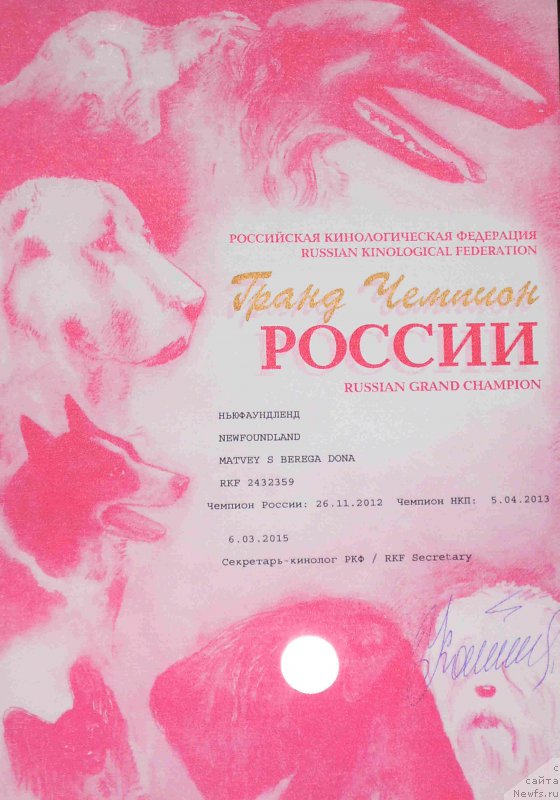 РОССИЙСКАЯ КИНОЛОГИЧЕСКАЯ ФЕДЕРАЦИЯ
RUSSIAN KINOLOGICAL FEDERATION
Гранд Чемпион
РОССИИ
RUSSIAN GRAND CHAMPION
НЬЮФАУНДЛЕНД
NEWFOUNDLAND
MATVEY S BEREGA DONA
RKF 2432359
Чемпион России: 26.11.2012 Чемпион НКП: 5.04.2013
6.03.2015
Секретарь-кинолог РКФ / RKF Secretary
с
сайта
Newfs.ru